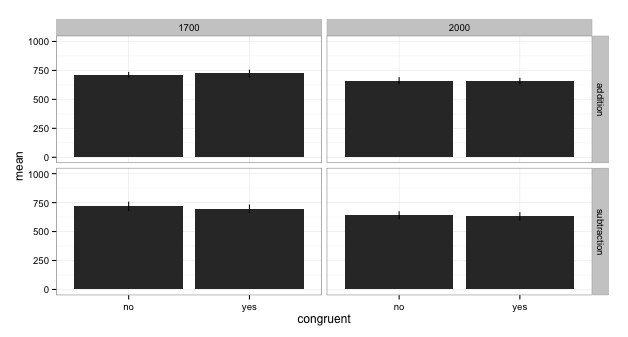 1700 2000
1000
750
500
250
0
addition
mean
1000
750
500
250
0
subtraction
no yes no yes
congruent